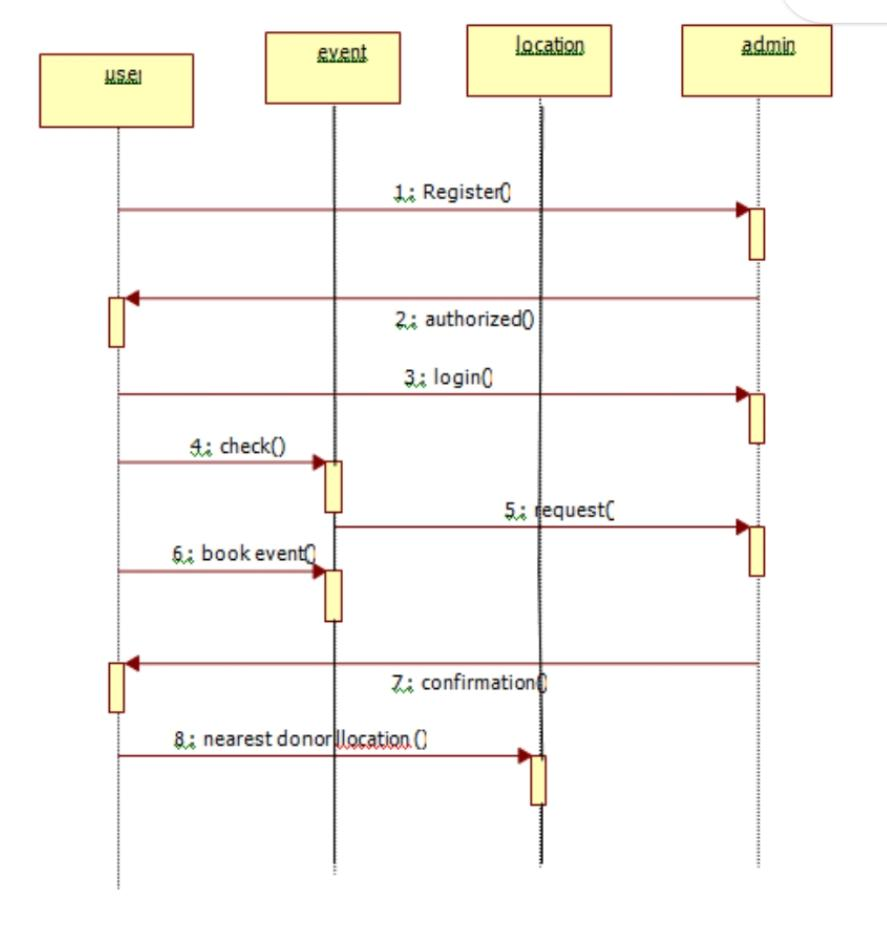 user
event
location
admin
1.: Register()
2.: authorized()
3.: login()
4.: check()
5.: request(
6.: book event()
7.: confirmation()
8.: nearest donor llocation ()